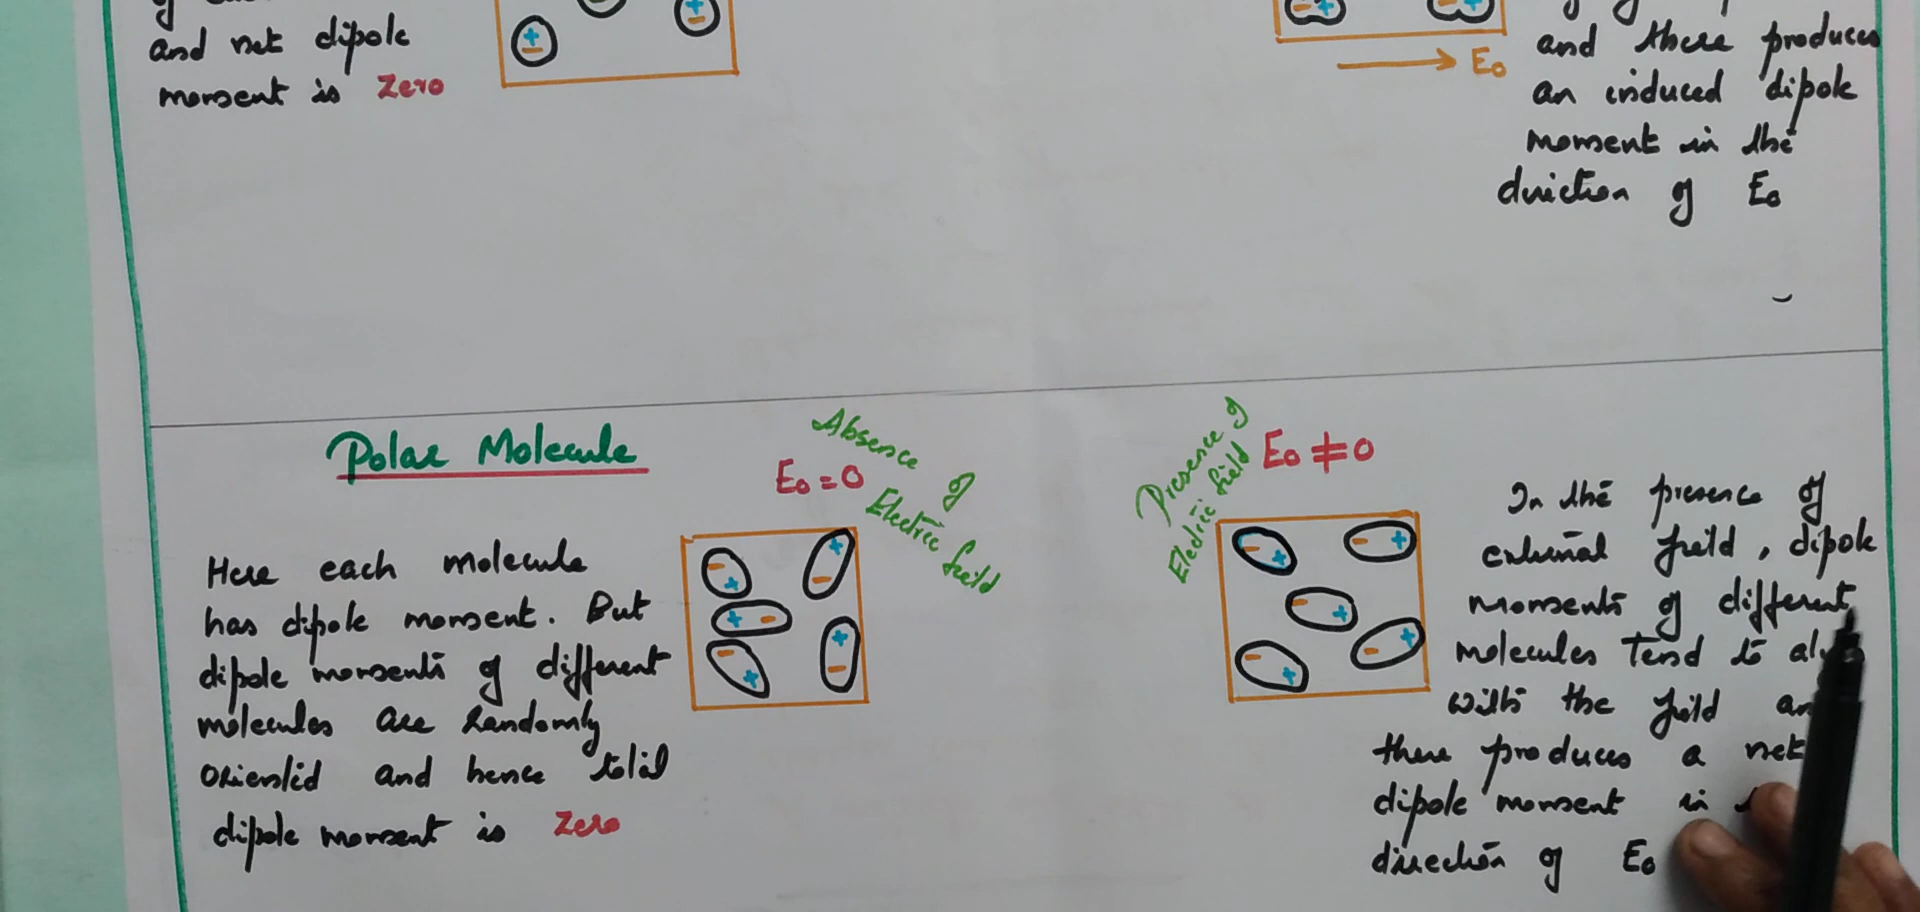 and net dipole
moment is Zero
and there produces
an induced dipole
moment in the
direction of E₀
→ E₀
Polar Molecule
Absence of
Electric field
E₀ = 0
Presence of
Electric field
E₀ ≠ 0
Here each molecule
has dipole moment. But
dipole moments of different
molecules are randomly
oriented and hence total
dipole moment is Zero
In the presence of
external field, dipole
moments of different
molecules tend to
with the field
there produces a net
dipole moment in
direction of E₀